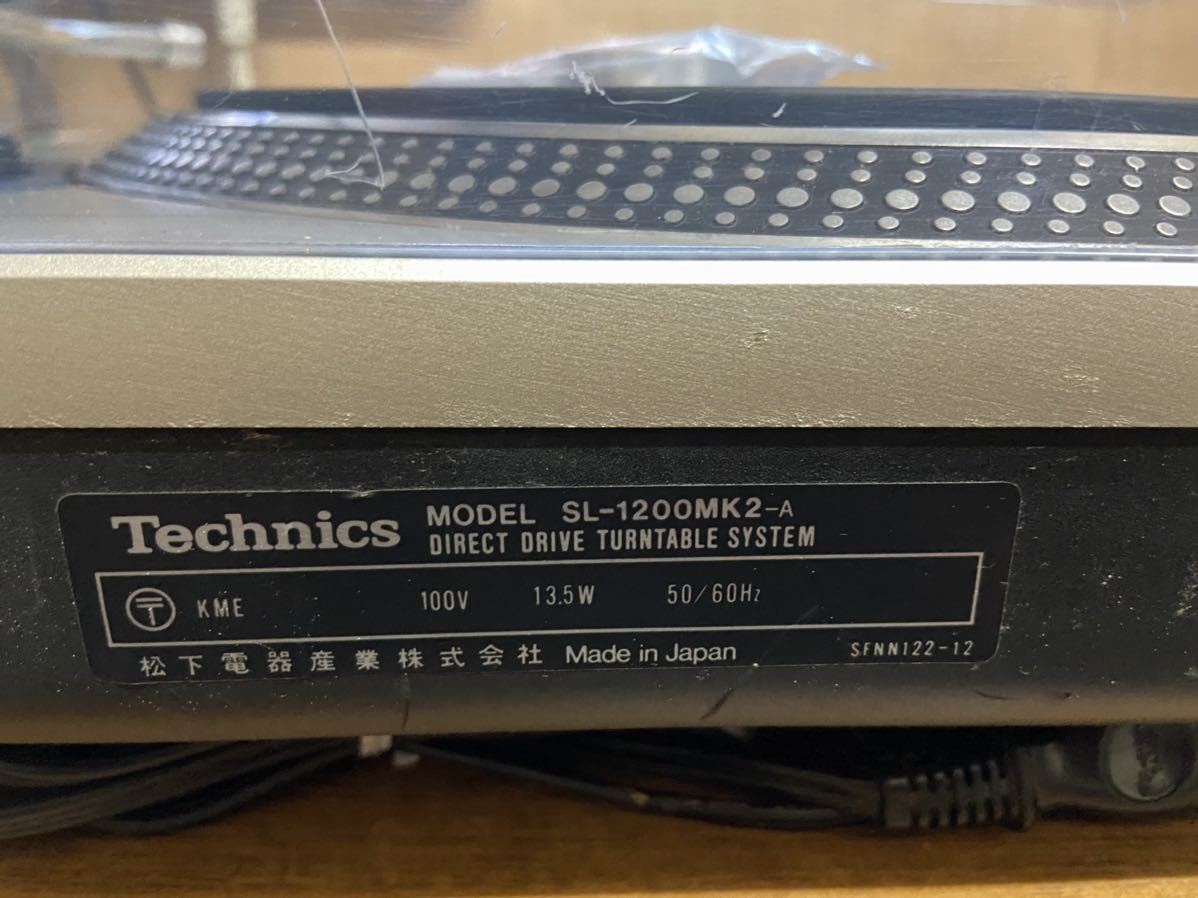 Technics MODEL SL-1200MK2-A
DIRECT DRIVE TURNTABLE SYSTEM
〒 KME 100V 13.5W 50/60Hz
松下電器産業株式会社 Made in Japan SFNN122-12